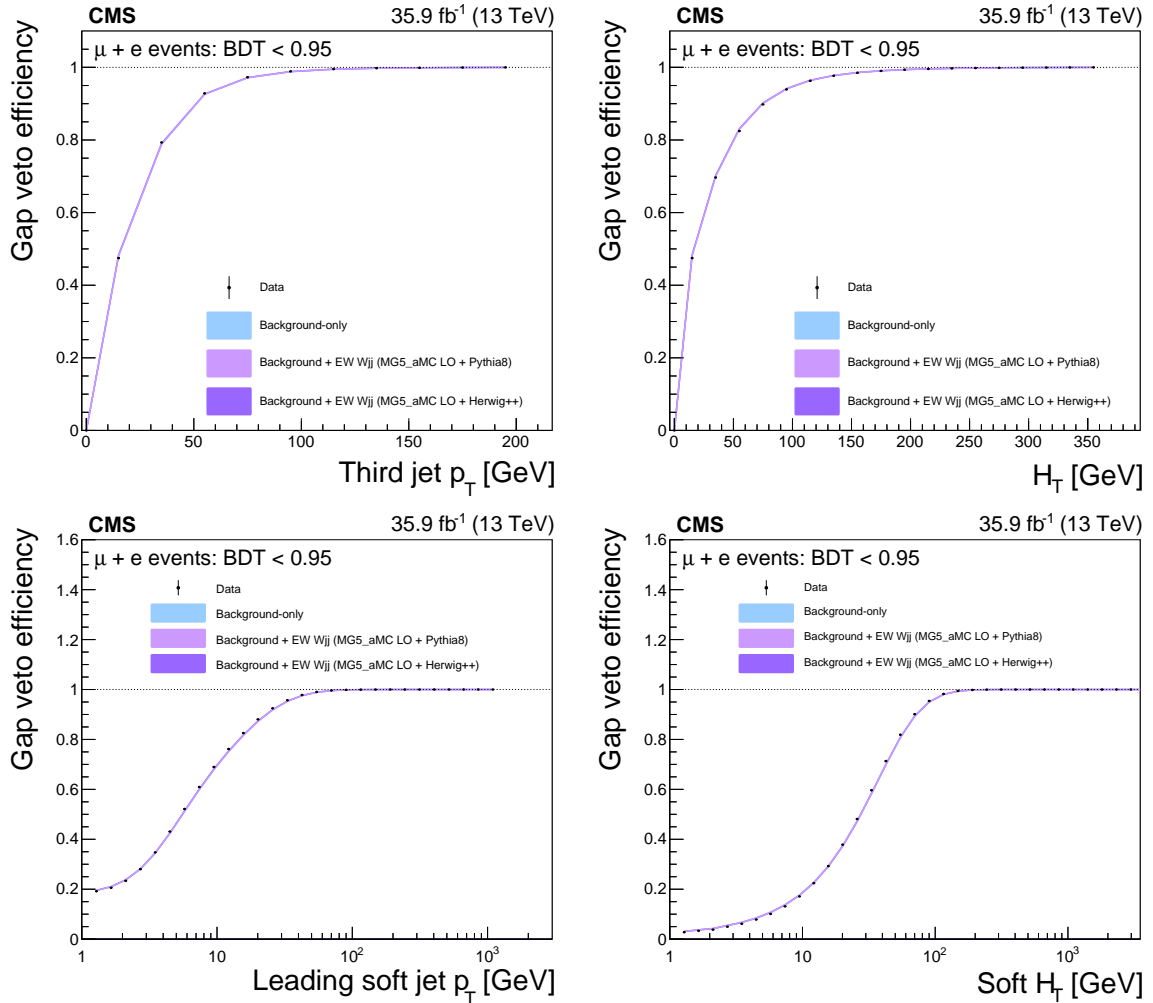 CMS 35.9 fb-1 (13 TeV)
μ + e events: BDT < 0.95
Gap veto efficiency
1
0.8
0.6
0.4
0.2
0
Data
Background-only
Background + EW Wjj (MG5_aMC LO + Pythia8)
Background + EW Wjj (MG5_aMC LO + Herwig++)
0 50 100 150 200
Third jet pT [GeV]
CMS 35.9 fb-1 (13 TeV)
μ + e events: BDT < 0.95
Gap veto efficiency
1
0.8
0.6
0.4
0.2
0
Data
Background-only
Background + EW Wjj (MG5_aMC LO + Pythia8)
Background + EW Wjj (MG5_aMC LO + Herwig++)
0 50 100 150 200 250 300 350
HT [GeV]
CMS 35.9 fb-1 (13 TeV)
μ + e events: BDT < 0.95
Gap veto efficiency
1.6
1.4
1.2
1
0.8
0.6
0.4
0.2
0
Data
Background-only
Background + EW Wjj (MG5_aMC LO + Pythia8)
Background + EW Wjj (MG5_aMC LO + Herwig++)
1 10 10² 10³
Leading soft jet pT [GeV]
CMS 35.9 fb-1 (13 TeV)
μ + e events: BDT < 0.95
Gap veto efficiency
1.6
1.4
1.2
1
0.8
0.6
0.4
0.2
0
Data
Background-only
Background + EW Wjj (MG5_aMC LO + Pythia8)
Background + EW Wjj (MG5_aMC LO + Herwig++)
1 10 10² 10³
Soft HT [GeV]